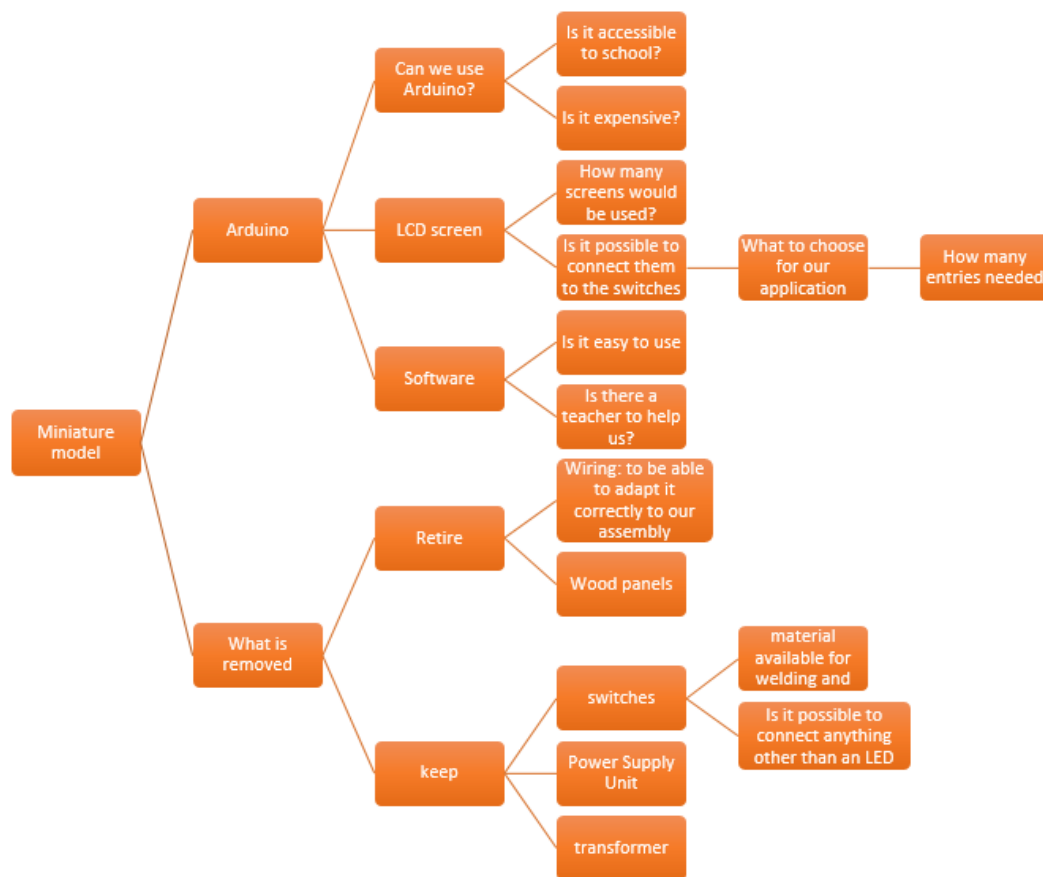 Is it accessible
to school?
Can we use
Arduino?
Is it expensive?
How many
screens would
be used?
Arduino
LCD screen
Is it possible to
connect them
to the switches
What to choose
for our
application
How many
entries needed
Is it easy to use
Software
Is there a
teacher to help
us?
Miniature
model
Wiring: to be able
to adapt it
correctly to our
assembly
Retire
Wood panels
What is
removed
material
available for
welding and
switches
Is it possible to
connect anything
other than an LED
keep
Power Supply
Unit
transformer